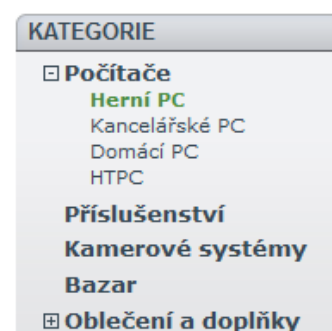 KATEGORIE
Počítače
Herní PC
Kancelářské PC
Domácí PC
HTPC
Příslušenství
Kamerové systémy
Bazar
Oblečení a doplňky